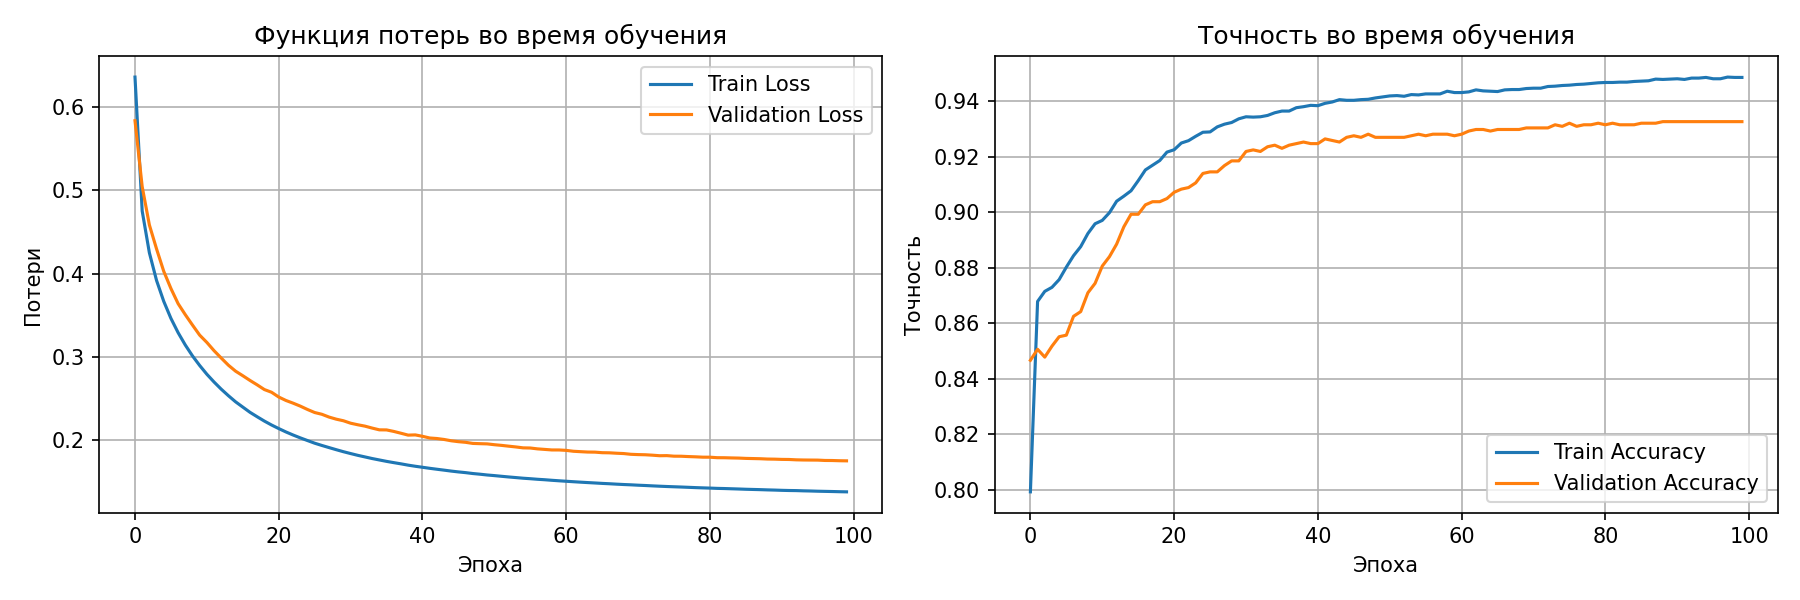 Функция потерь во время обучения
Train Loss
Validation Loss
0.6
0.5
0.4
0.3
0.2
Потери
0
20
40
60
80
100
Эпоха
Точность во время обучения
0.94
0.92
0.90
0.88
0.86
0.84
0.82
0.80
Точность
Train Accuracy
Validation Accuracy
0
20
40
60
80
100
Эпоха